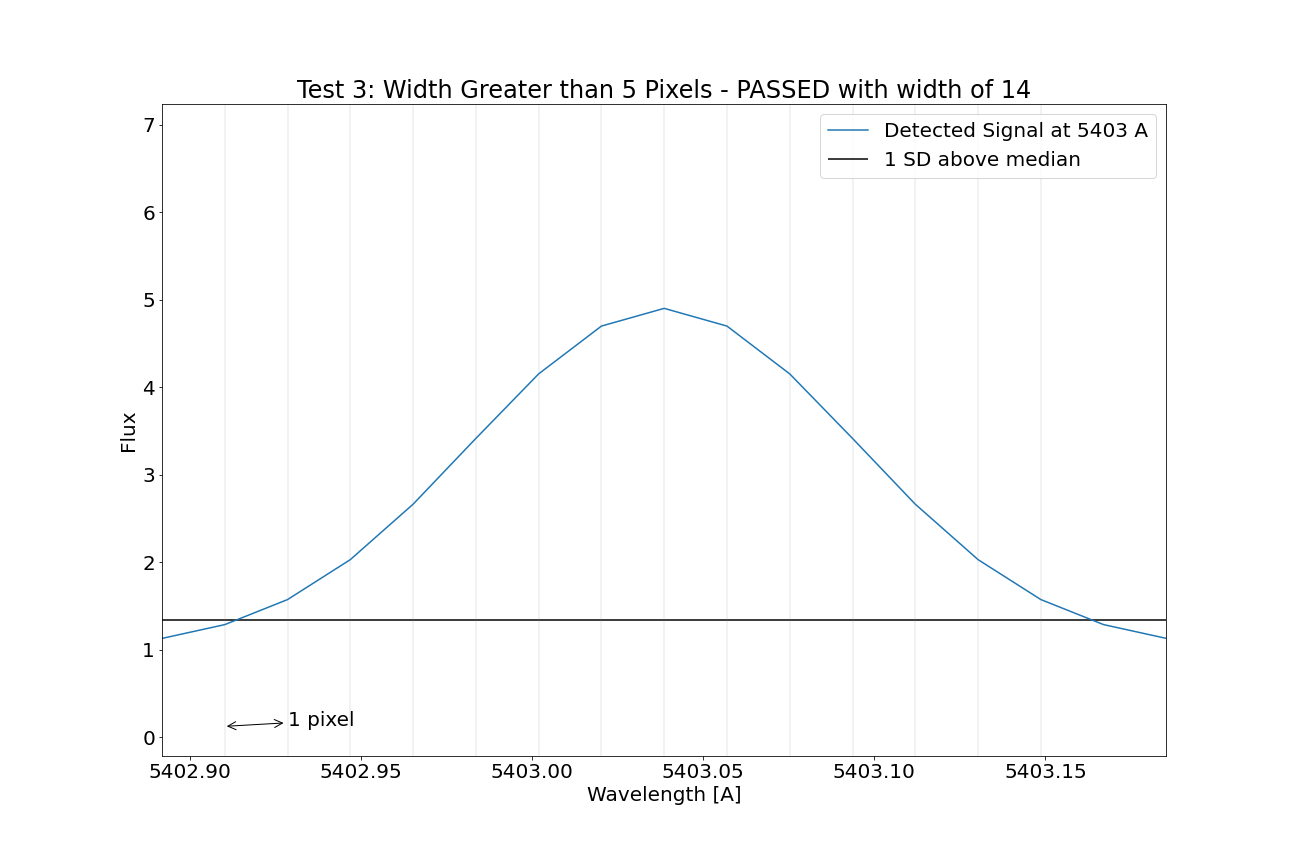 Test 3: Width Greater than 5 Pixels - PASSED with width of 14
Detected Signal at 5403 A
1 SD above median
7
6
5
4
3
2
1
0
Flux
1 pixel
5402.90 5402.95 5403.00 5403.05 5403.10 5403.15
Wavelength [A]